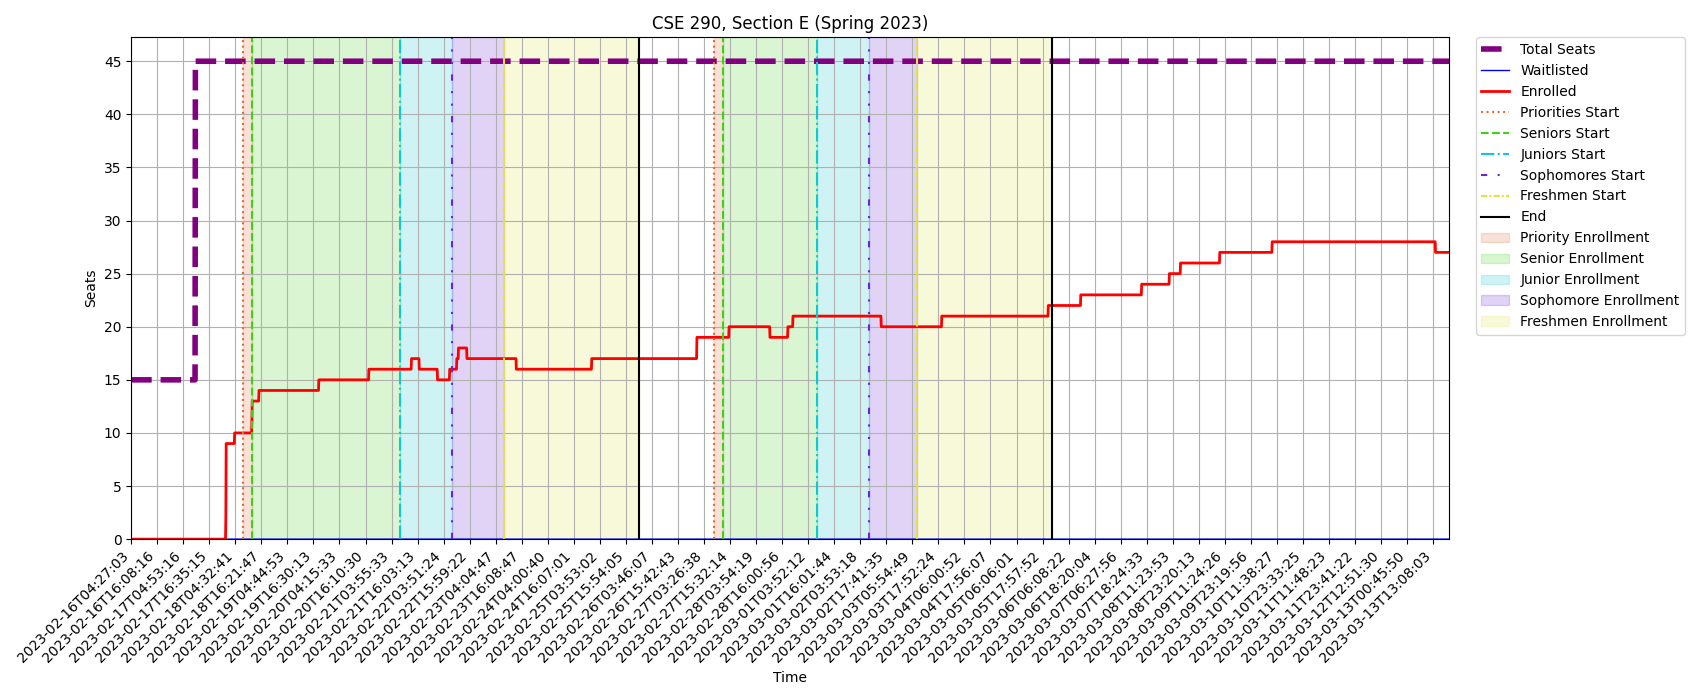 CSE 290, Section E (Spring 2023)
Seats
45
40
35
30
25
20
15
10
5
0
2023-02-16T04:27:03
2023-02-16T16:08:16
2023-02-17T04:53:16
2023-02-17T16:35:15
2023-02-18T04:32:41
2023-02-18T16:21:47
2023-02-19T04:44:53
2023-02-19T16:30:13
2023-02-20T04:15:33
2023-02-20T16:10:30
2023-02-21T03:55:33
2023-02-21T16:03:13
2023-02-22T03:51:24
2023-02-22T15:59:22
2023-02-23T04:04:47
2023-02-23T16:08:47
2023-02-24T04:00:40
2023-02-24T16:07:01
2023-02-25T03:53:02
2023-02-25T15:54:05
2023-02-26T03:46:07
2023-02-26T15:42:43
2023-02-27T03:26:38
2023-02-27T15:32:14
2023-02-28T03:54:19
2023-02-28T16:00:56
2023-03-01T03:52:12
2023-03-01T16:01:44
2023-03-02T03:53:18
2023-03-02T17:41:35
2023-03-03T05:54:49
2023-03-03T17:52:24
2023-03-04T06:00:52
2023-03-04T17:56:07
2023-03-05T06:06:01
2023-03-05T17:57:52
2023-03-06T06:08:22
2023-03-06T18:20:04
2023-03-07T06:27:56
2023-03-07T18:24:33
2023-03-08T11:23:53
2023-03-08T23:20:13
2023-03-09T11:24:26
2023-03-09T23:19:56
2023-03-10T11:38:27
2023-03-10T23:33:25
2023-03-11T11:48:23
2023-03-11T23:41:22
2023-03-12T12:51:30
2023-03-13T00:45:50
2023-03-13T13:08:03
Time
Total Seats
Waitlisted
Enrolled
Priorities Start
Seniors Start
Juniors Start
Sophomores Start
Freshmen Start
End
Priority Enrollment
Senior Enrollment
Junior Enrollment
Sophomore Enrollment
Freshmen Enrollment